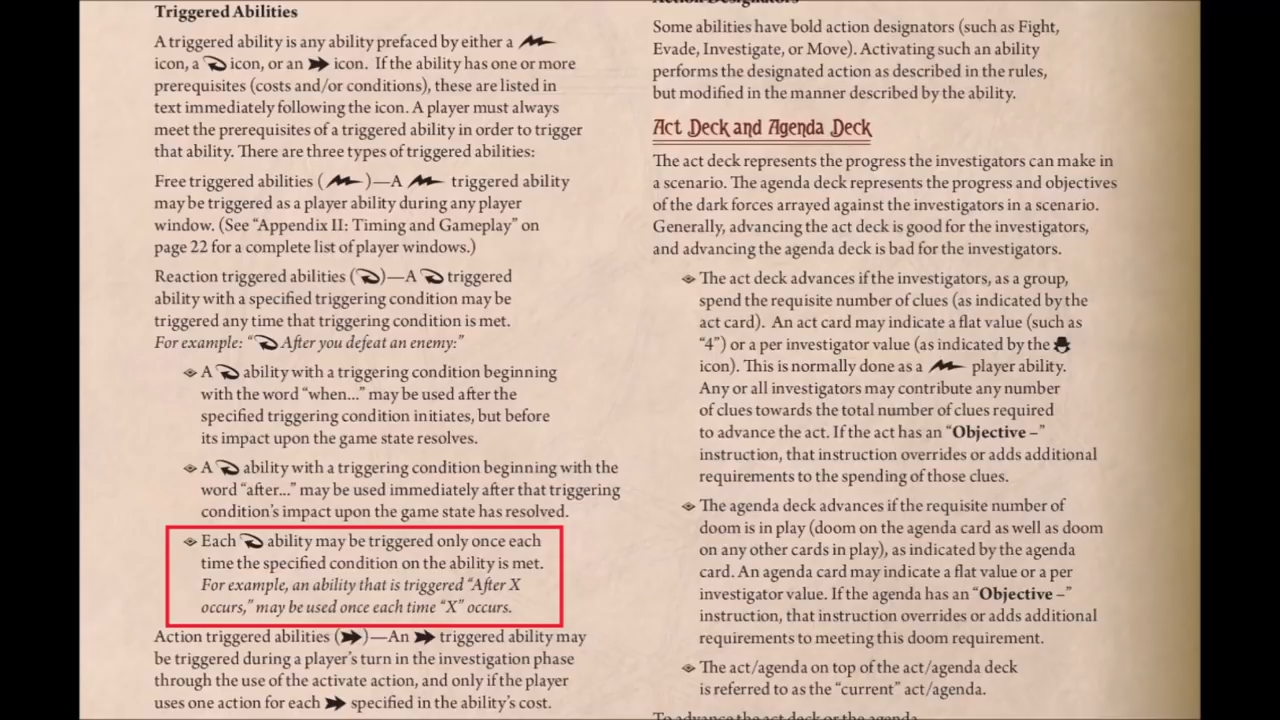 Triggered Abilities
A triggered ability is any ability prefaced by either a
icon, a icon, or an icon. If the ability has one or more
prerequisites (costs and/or conditions), these are listed in
text immediately following the icon. A player must always
meet the prerequisites of a triggered ability in order to trigger
that ability. There are three types of triggered abilities:
Free triggered abilities ( )—A triggered ability
may be triggered as a player ability during any player
window. (See “Appendix II: Timing and Gameplay” on
page 22 for a complete list of player windows.)
Reaction triggered abilities ( )—A triggered
ability with a specified triggering condition may be
triggered any time that triggering condition is met.
For example: “ After you defeat an enemy:”
A ability with a triggering condition beginning
with the word “when...” may be used after the
specified triggering condition initiates, but before
its impact upon the game state resolves.
A ability with a triggering condition beginning with the
word “after...” may be used immediately after that triggering
condition’s impact upon the game state has resolved.
Each ability may be triggered only once each
time the specified condition on the ability is met.
For example, an ability that is triggered “After X
occurs,” may be used once each time “X” occurs.
Action triggered abilities ( )—An triggered ability may
be triggered during a player’s turn in the investigation phase
through the use of the activate action, and only if the player
uses one action for each specified in the ability’s cost.
Action Designators
Some abilities have bold action designators (such as Fight,
Evade, Investigate, or Move). Activating such an ability
performs the designated action as described in the rules,
but modified in the manner described by the ability.
Act Deck and Agenda Deck
The act deck represents the progress the investigators can make in
a scenario. The agenda deck represents the progress and objectives
of the dark forces arrayed against the investigators in a scenario.
Generally, advancing the act deck is good for the investigators,
and advancing the agenda deck is bad for the investigators.
The act deck advances if the investigators, as a group,
spend the requisite number of clues (as indicated by the
act card). An act card may indicate a flat value (such as
“4”) or a per investigator value (as indicated by the
icon). This is normally done as a player ability.
Any or all investigators may contribute any number
of clues towards the total number of clues required
to advance the act. If the act has an “Objective –”
instruction, that instruction overrides or adds additional
requirements to the spending of those clues.
The agenda deck advances if the requisite number of
doom is in play (doom on the agenda card as well as doom
on any other cards in play), as indicated by the agenda
card. An agenda card may indicate a flat value or a per
investigator value. If the agenda has an “Objective –”
instruction, that instruction overrides or adds additional
requirements to meeting this doom requirement.
The act/agenda on top of the act/agenda deck
is referred to as the “current” act/agenda.
To advance the act deck or the agenda